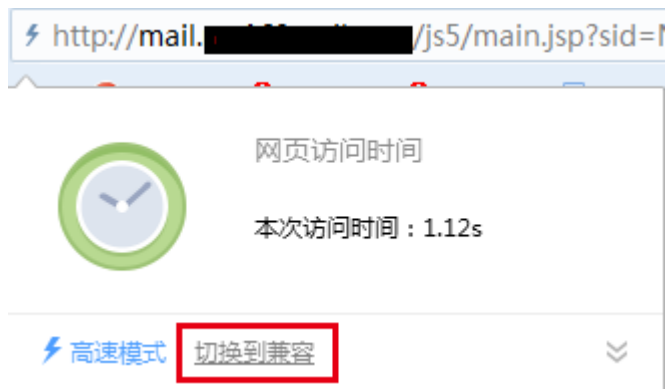 http://mail. /js5/main.jsp?sid=
网页访问时间
本次访问时间：1.12s
高速模式 切换到兼容